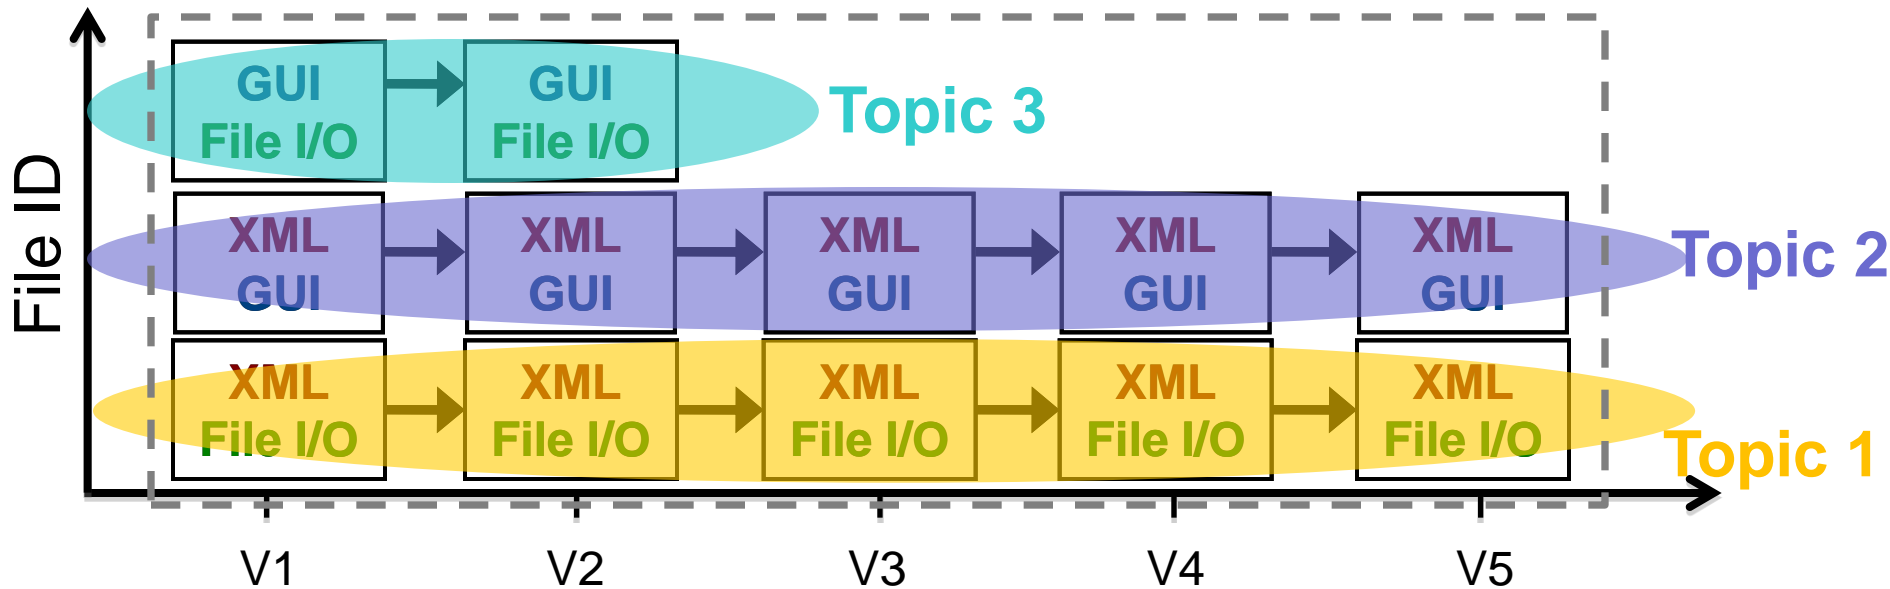 File ID
GUI
File I/O
GUI
File I/O
Topic 3
XML
GUI
XML
GUI
XML
GUI
XML
GUI
XML
GUI
Topic 2
XML
File I/O
XML
File I/O
XML
File I/O
XML
File I/O
XML
File I/O
Topic 1
V1 V2 V3 V4 V5